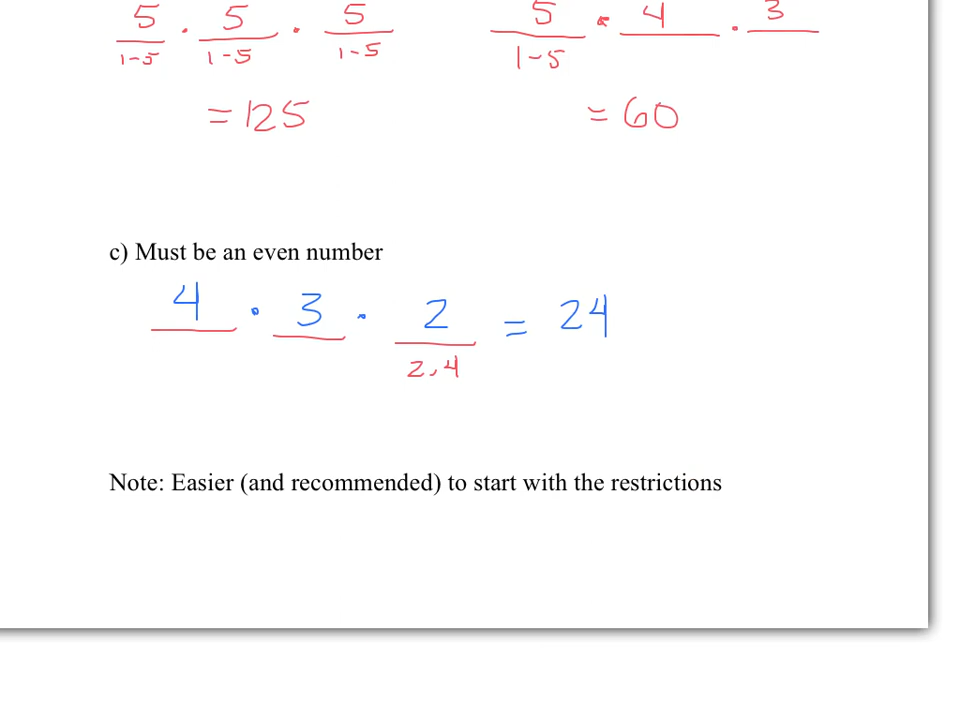 5 · 5 · 5 5 · 4 · 3
1-5 1-5 1-5 1-5
= 125 = 60
c) Must be an even number
4 · 3 · 2 = 24
2,4
Note: Easier (and recommended) to start with the restrictions